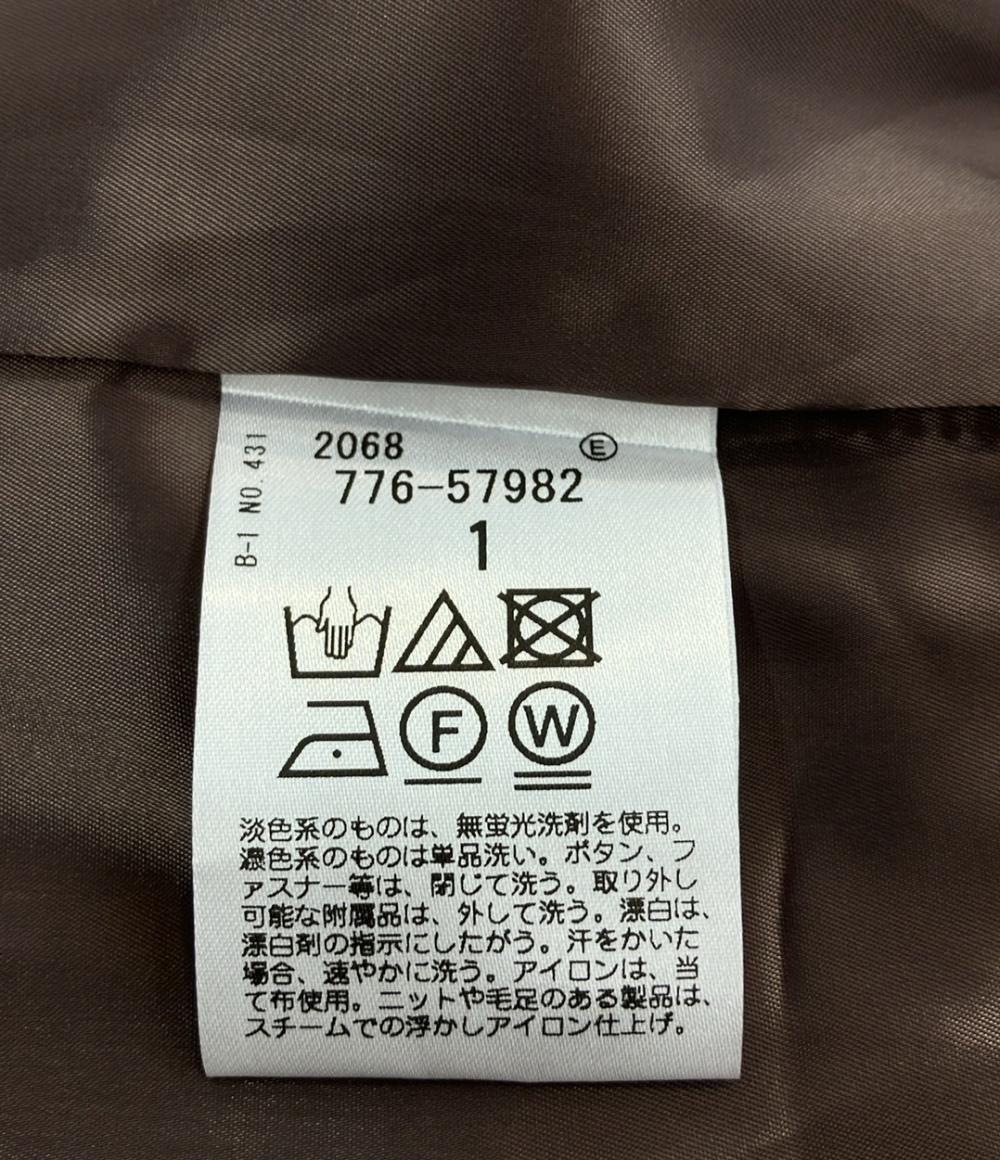 B-1 NO.431
2068 Ⓔ
776-57982
1
F W
淡色系のものは、無蛍光洗剤を使用。
濃色系のものは単品洗い。ボタン、フ
ァスナー等は、閉じて洗う。取り外し
可能な附属品は、外して洗う。漂白は、
漂白剤の指示にしたがう。汗をかいた
場合、速やかに洗う。アイロンは、当
て布使用。ニットや毛足のある製品は、
スチームでの浮かしアイロン仕上げ。